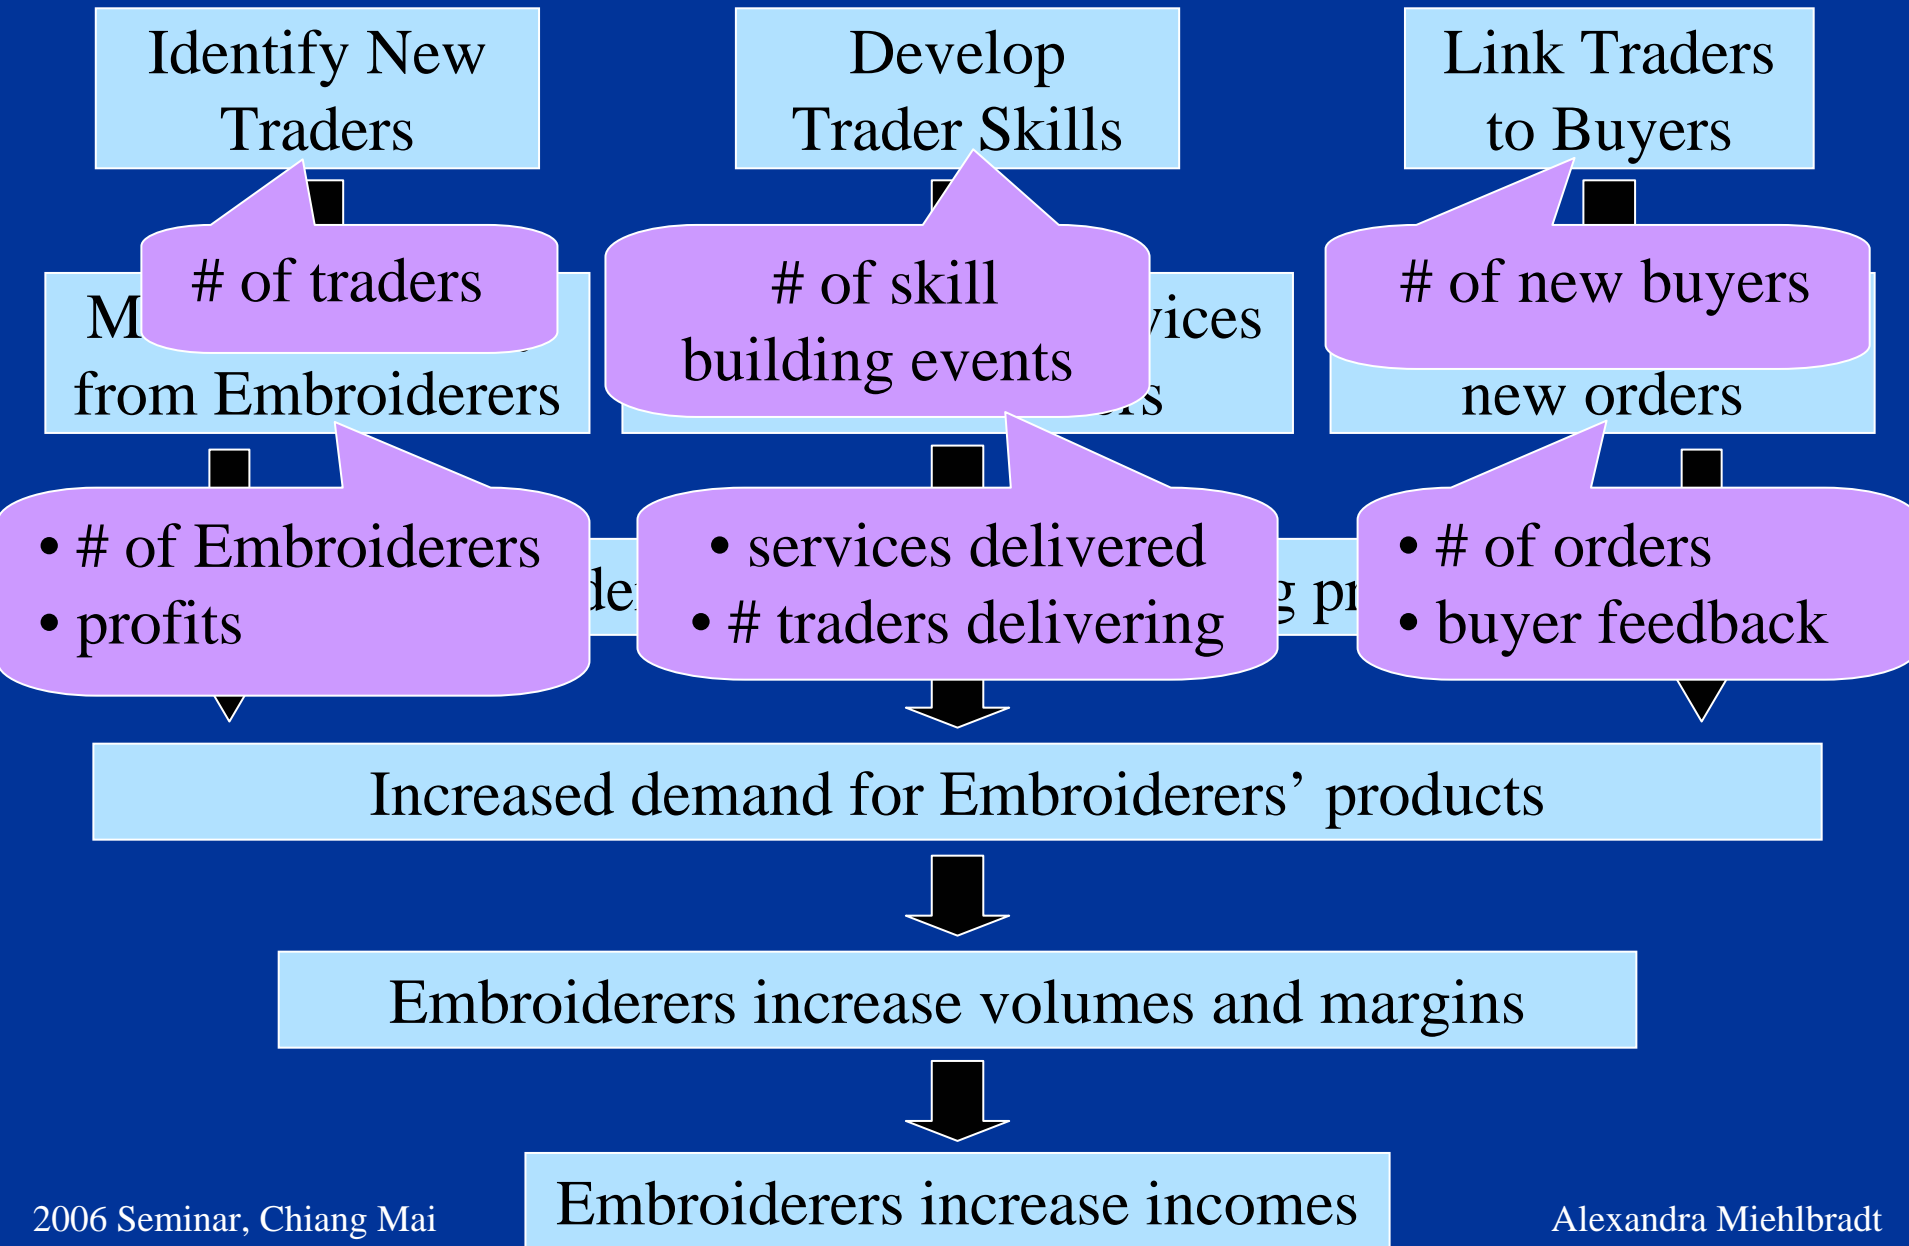 Identify New
Traders
Develop
Trader Skills
Link Traders
to Buyers
# of traders
# of skill
building events
# of new buyers
from Embroiderers
new orders
• # of Embroiderers
• profits
• services delivered
• # traders delivering
• # of orders
• buyer feedback
Increased demand for Embroiderers’ products
Embroiderers increase volumes and margins
Embroiderers increase incomes
2006 Seminar, Chiang Mai
Alexandra Miehlbradt